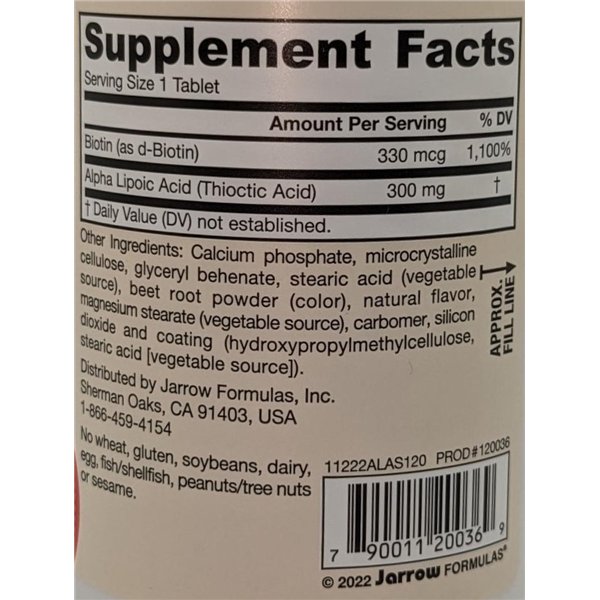 Supplement Facts
Serving Size 1 Tablet
Amount Per Serving % DV
Biotin (as d-Biotin) 330 mcg 1,100%
Alpha Lipoic Acid (Thioctic Acid) 300 mg †
† Daily Value (DV) not established.
Other Ingredients: Calcium phosphate, microcrystalline
cellulose, glyceryl behenate, stearic acid (vegetable
source), beet root powder (color), natural flavor,
magnesium stearate (vegetable source), carbomer, silicon
dioxide and coating (hydroxypropylmethylcellulose,
stearic acid [vegetable source]).
APPROX.
FILL LINE
Distributed by Jarrow Formulas, Inc.
Sherman Oaks, CA 91403, USA
1-866-459-4154
No wheat, gluten, soybeans, dairy,
egg, fish/shellfish, peanuts/tree nuts
or sesame.
11222ALAS120 PROD#120036
7 90011 20036 9
© 2022 Jarrow FORMULAS®